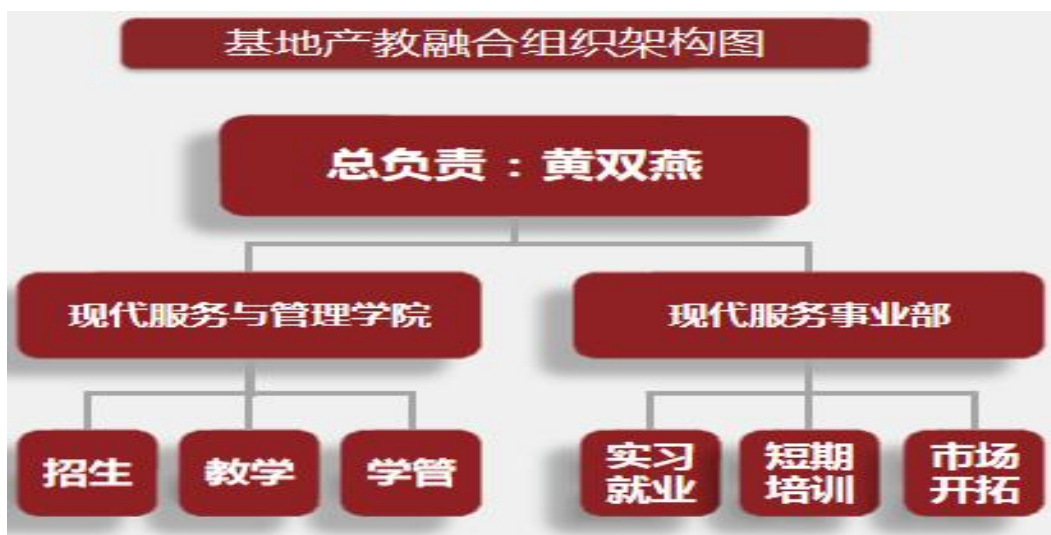 基地产教融合组织架构图
总负责：黄双燕
现代服务与管理学院
现代服务事业部
招生
教学
学管
实习
就业
短期
培训
市场
开拓